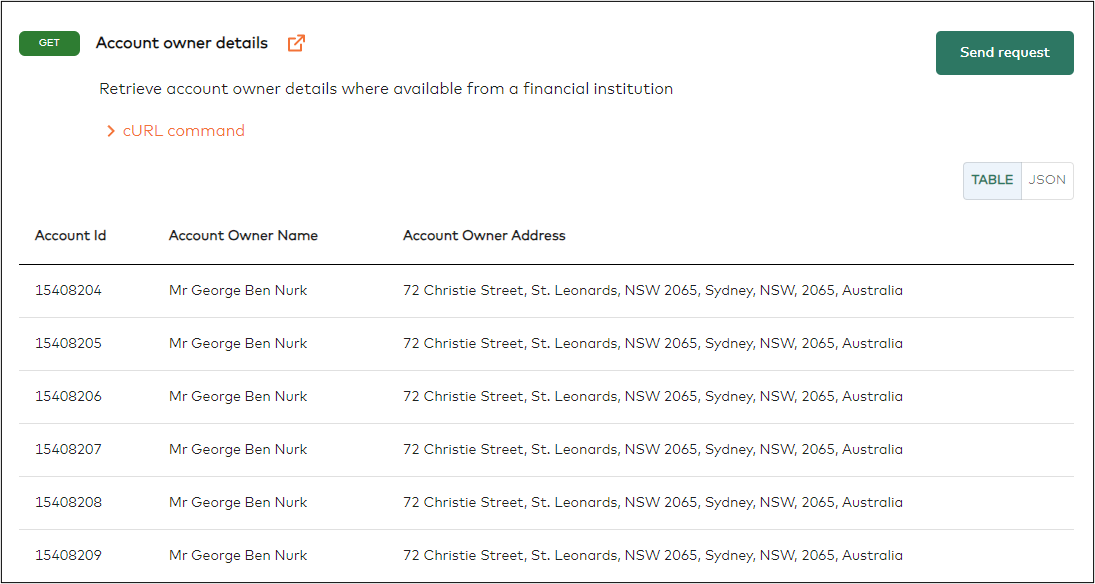 GET Account owner details
Send request
Retrieve account owner details where available from a financial institution
cURL command
TABLE JSON
Account Id Account Owner Name Account Owner Address
15408204 Mr George Ben Nurk 72 Christie Street, St. Leonards, NSW 2065, Sydney, NSW, 2065, Australia
15408205 Mr George Ben Nurk 72 Christie Street, St. Leonards, NSW 2065, Sydney, NSW, 2065, Australia
15408206 Mr George Ben Nurk 72 Christie Street, St. Leonards, NSW 2065, Sydney, NSW, 2065, Australia
15408207 Mr George Ben Nurk 72 Christie Street, St. Leonards, NSW 2065, Sydney, NSW, 2065, Australia
15408208 Mr George Ben Nurk 72 Christie Street, St. Leonards, NSW 2065, Sydney, NSW, 2065, Australia
15408209 Mr George Ben Nurk 72 Christie Street, St. Leonards, NSW 2065, Sydney, NSW, 2065, Australia